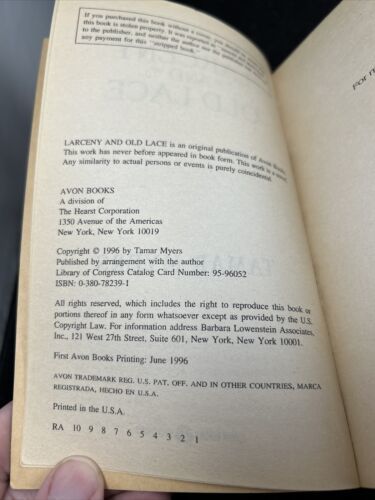 If you purchased this book without a cover, you should
this book is stolen property. It was reported as "unsold
to the publisher, and neither the author nor the publisher
any payment for this "stripped book."
LARCENY AND OLD LACE is an original publication of Avon Books.
This work has never before appeared in book form. This work is a novel.
Any similarity to actual persons or events is purely coincidental.
AVON BOOKS
A division of
The Hearst Corporation
1350 Avenue of the Americas
New York, New York 10019
Copyright © 1996 by Tamar Myers
Published by arrangement with the author
Library of Congress Catalog Card Number: 95-96052
ISBN: 0-380-78239-1
All rights reserved, which includes the right to reproduce this book or
portions thereof in any form whatsoever except as provided by the U.S.
Copyright Law. For information address Barbara Lowenstein Associates,
Inc., 121 West 27th Street, Suite 601, New York, New York 10001.
First Avon Books Printing: June 1996
AVON TRADEMARK REG. U.S. PAT. OFF. AND IN OTHER COUNTRIES, MARCA
REGISTRADA, HECHO EN U.S.A.
Printed in the U.S.A.
RA 10 9 8 7 6 5 4 3 2 1